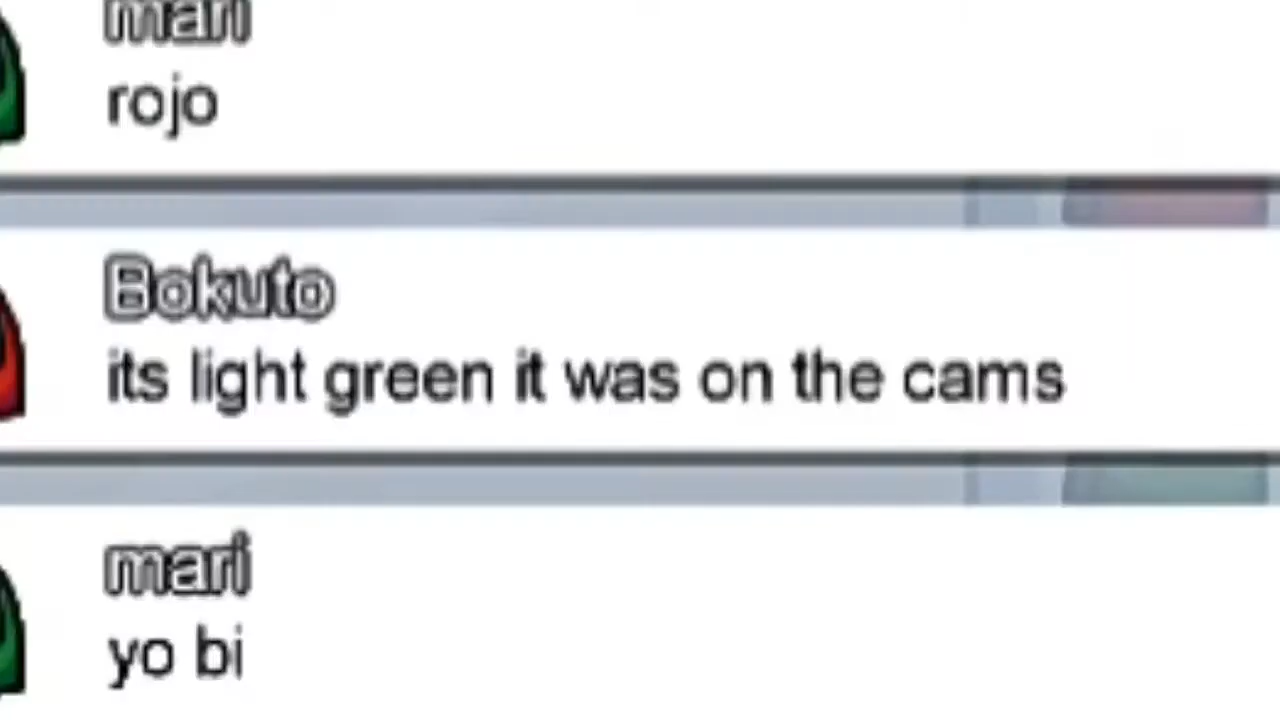 mari
rojo
Bokuto
its light green it was on the cams
mari
yo bi